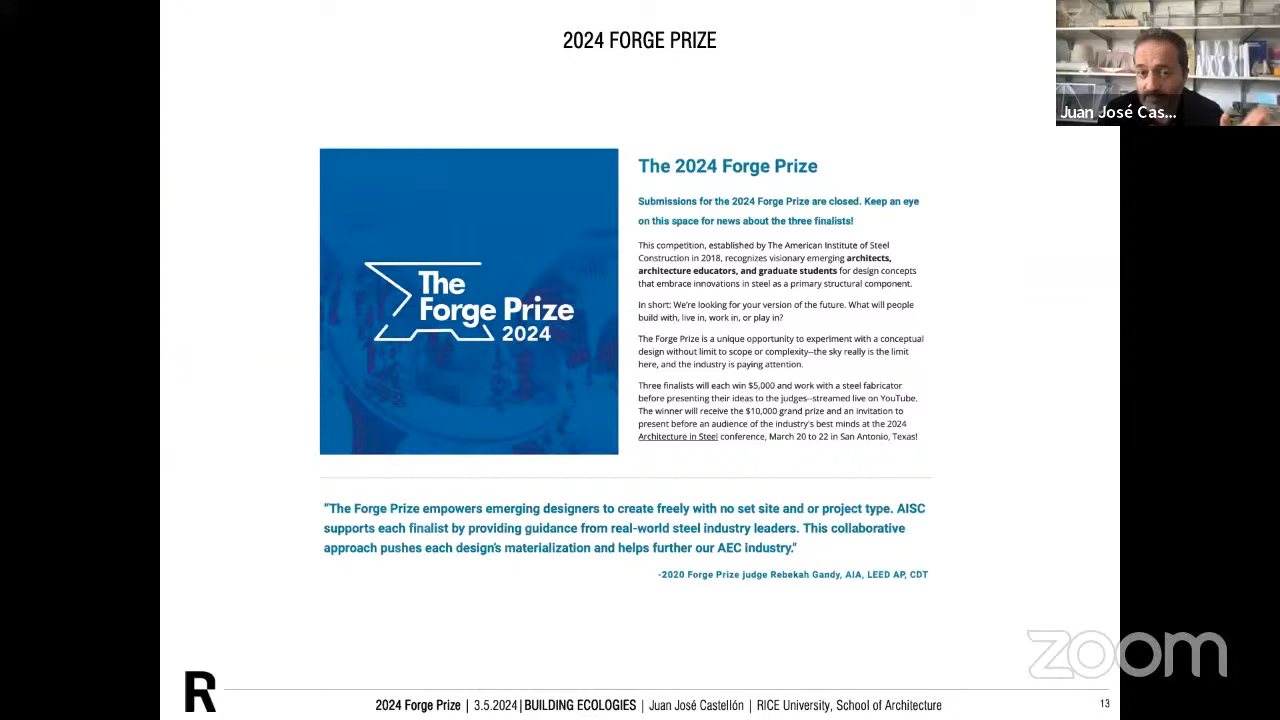 2024 FORGE PRIZE
Juan José Cas...
The
Forge Prize
2024
The 2024 Forge Prize
Submissions for the 2024 Forge Prize are closed. Keep an eye
on this space for news about the three finalists!
This competition, established by The American Institute of Steel
Construction in 2018, recognizes visionary emerging architects,
architecture educators, and graduate students for design concepts
that embrace innovations in steel as a primary structural component.
In short: We're looking for your version of the future. What will people
build with, live in, work in, or play in?
The Forge Prize is a unique opportunity to experiment with a conceptual
design without limit to scope or complexity--the sky really is the limit
here, and the industry is paying attention.
Three finalists will each win $5,000 and work with a steel fabricator
before presenting their ideas to the judges--streamed live on YouTube.
The winner will receive the $10,000 grand prize and an invitation to
present before an audience of the industry's best minds at the 2024
Architecture in Steel conference, March 20 to 22 in San Antonio, Texas!
“The Forge Prize empowers emerging designers to create freely with no set site and or project type. AISC
supports each finalist by providing guidance from real-world steel industry leaders. This collaborative
approach pushes each design's materialization and helps further our AEC industry.”
-2020 Forge Prize judge Rebekah Gandy, AIA, LEED AP, CDT
zoom
R
2024 Forge Prize | 3.5.2024 | BUILDING ECOLOGIES | Juan José Castellón | RICE University, School of Architecture
13